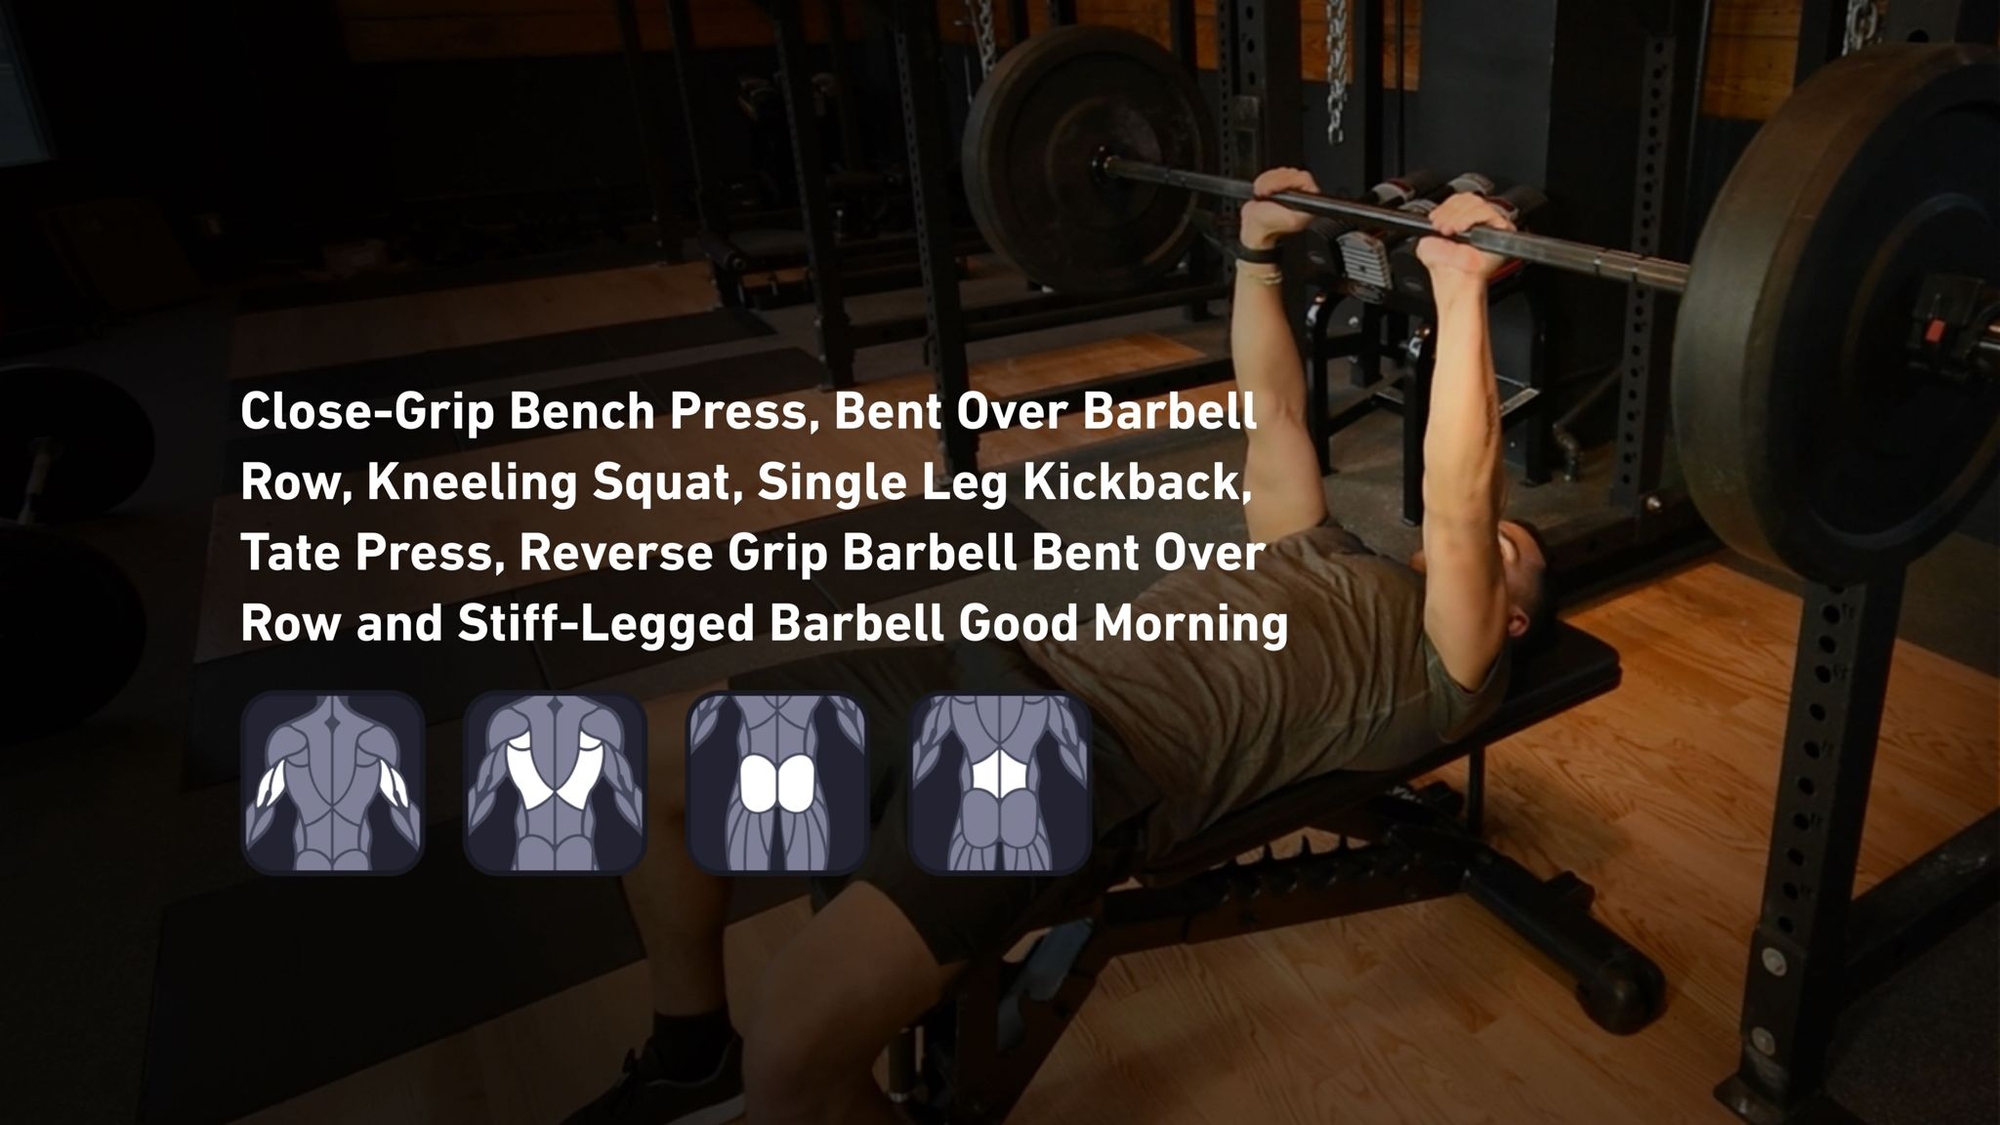 Close-Grip Bench Press, Bent Over Barbell
Row, Kneeling Squat, Single Leg Kickback,
Tate Press, Reverse Grip Barbell Bent Over
Row and Stiff-Legged Barbell Good Morning